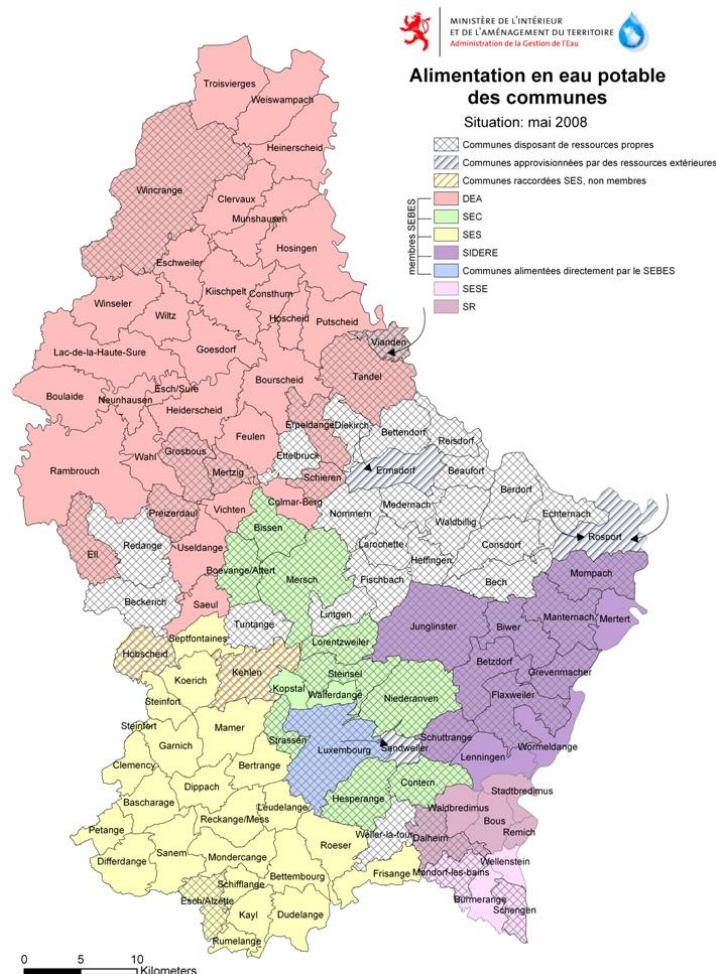 MINISTÈRE DE L'INTÉRIEUR
ET DE L'AMÉNAGEMENT DU TERRITOIRE
Administration de la Gestion de l'Eau
Alimentation en eau potable
des communes
Situation: mai 2008
Communes disposant de ressources propres
Communes approvisionnées par des ressources extérieures
Communes raccordées SES, non membres
membres SEBES
DEA
SEC
SES
SIDERE
Communes alimentées directement par le SEBES
SESE
SR
Troisvierges
Weiswampach
Heinerscheid
Wincrange
Clervaux
Munshausen
Hosingen
Eschweiler
Kiischpelt
Consthum
Winseler
Wiltz
Hoscheid
Putscheid
Vianden
Lac-de-la-Haute-Sure
Goesdorf
Tandel
Bourscheid
Boulaide
Neunhausen
Esch/Sure
Heiderscheid
Erpeldange
Diekirch
Bettendorf
Reisdorf
Feulen
Ettelbruck
Rambrouch
Wahl
Grosbous
Mertzig
Schieren
Ermsdorf
Beaufort
Berdorf
Colmar-Berg
Nommern
Medernach
Waldbillig
Echternach
Preizerdaul
Vichten
Bissen
Rosport
Ell
Redange
Useldange
Larochette
Consdorf
Heffingen
Boevange/Attert
Mersch
Fischbach
Bech
Mompach
Beckerich
Saeul
Lintgen
Tuntange
Junglinster
Biwer
Manternach
Mertert
Septfontaines
Lorentzweiler
Hobscheid
Kehlen
Steinsel
Betzdorf
Grevenmacher
Koerich
Kopstal
Walferdange
Niederanven
Flaxweiler
Steinfort
Steinfort
Mamer
Strassen
Luxembourg
Sandweiler
Schuttrange
Wormeldange
Garnich
Lenningen
Clemency
Bertrange
Contern
Stadtbredimus
Dippach
Hesperange
Bascharage
Leudelange
Waldbredimus
Bous
Reckange/Mess
Petange
Weiler-la-tour
Remich
Roeser
Dalheim
Sanem
Mondercange
Differdange
Wellenstein
Bettembourg
Frisange
Mondorf-les-bains
Schifflange
Esch/Alzette
Burmerange
Schengen
Kayl
Dudelange
Rumelange
0 5 10
Kilometers